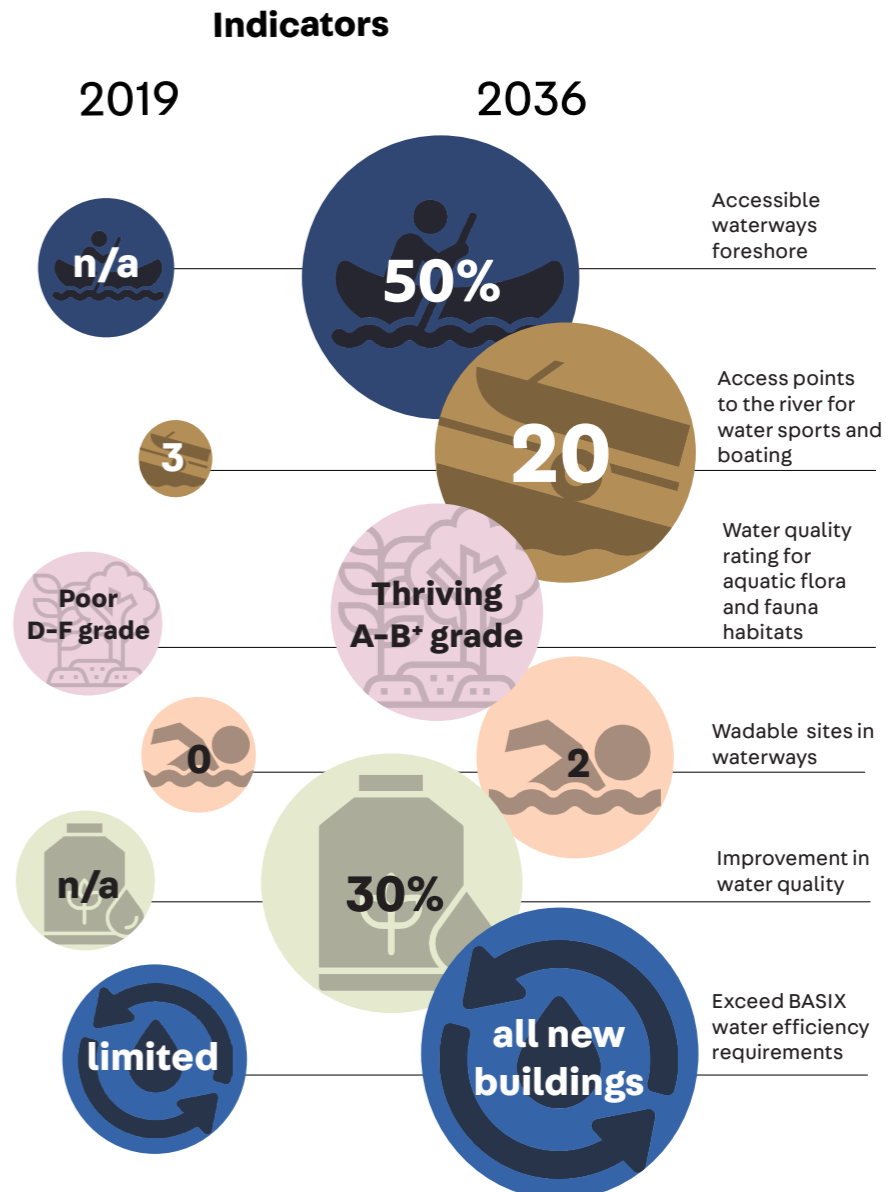 Indicators
2019
2036
n/a
50%
Accessible
waterways
foreshore
3
20
Access points
to the river for
water sports and
boating
Poor
D–F grade
Thriving
A–B⁺ grade
Water quality
rating for
aquatic flora
and fauna
habitats
0
2
Wadable sites in
waterways
n/a
30%
Improvement in
water quality
limited
all new
buildings
Exceed BASIX
water efficiency
requirements